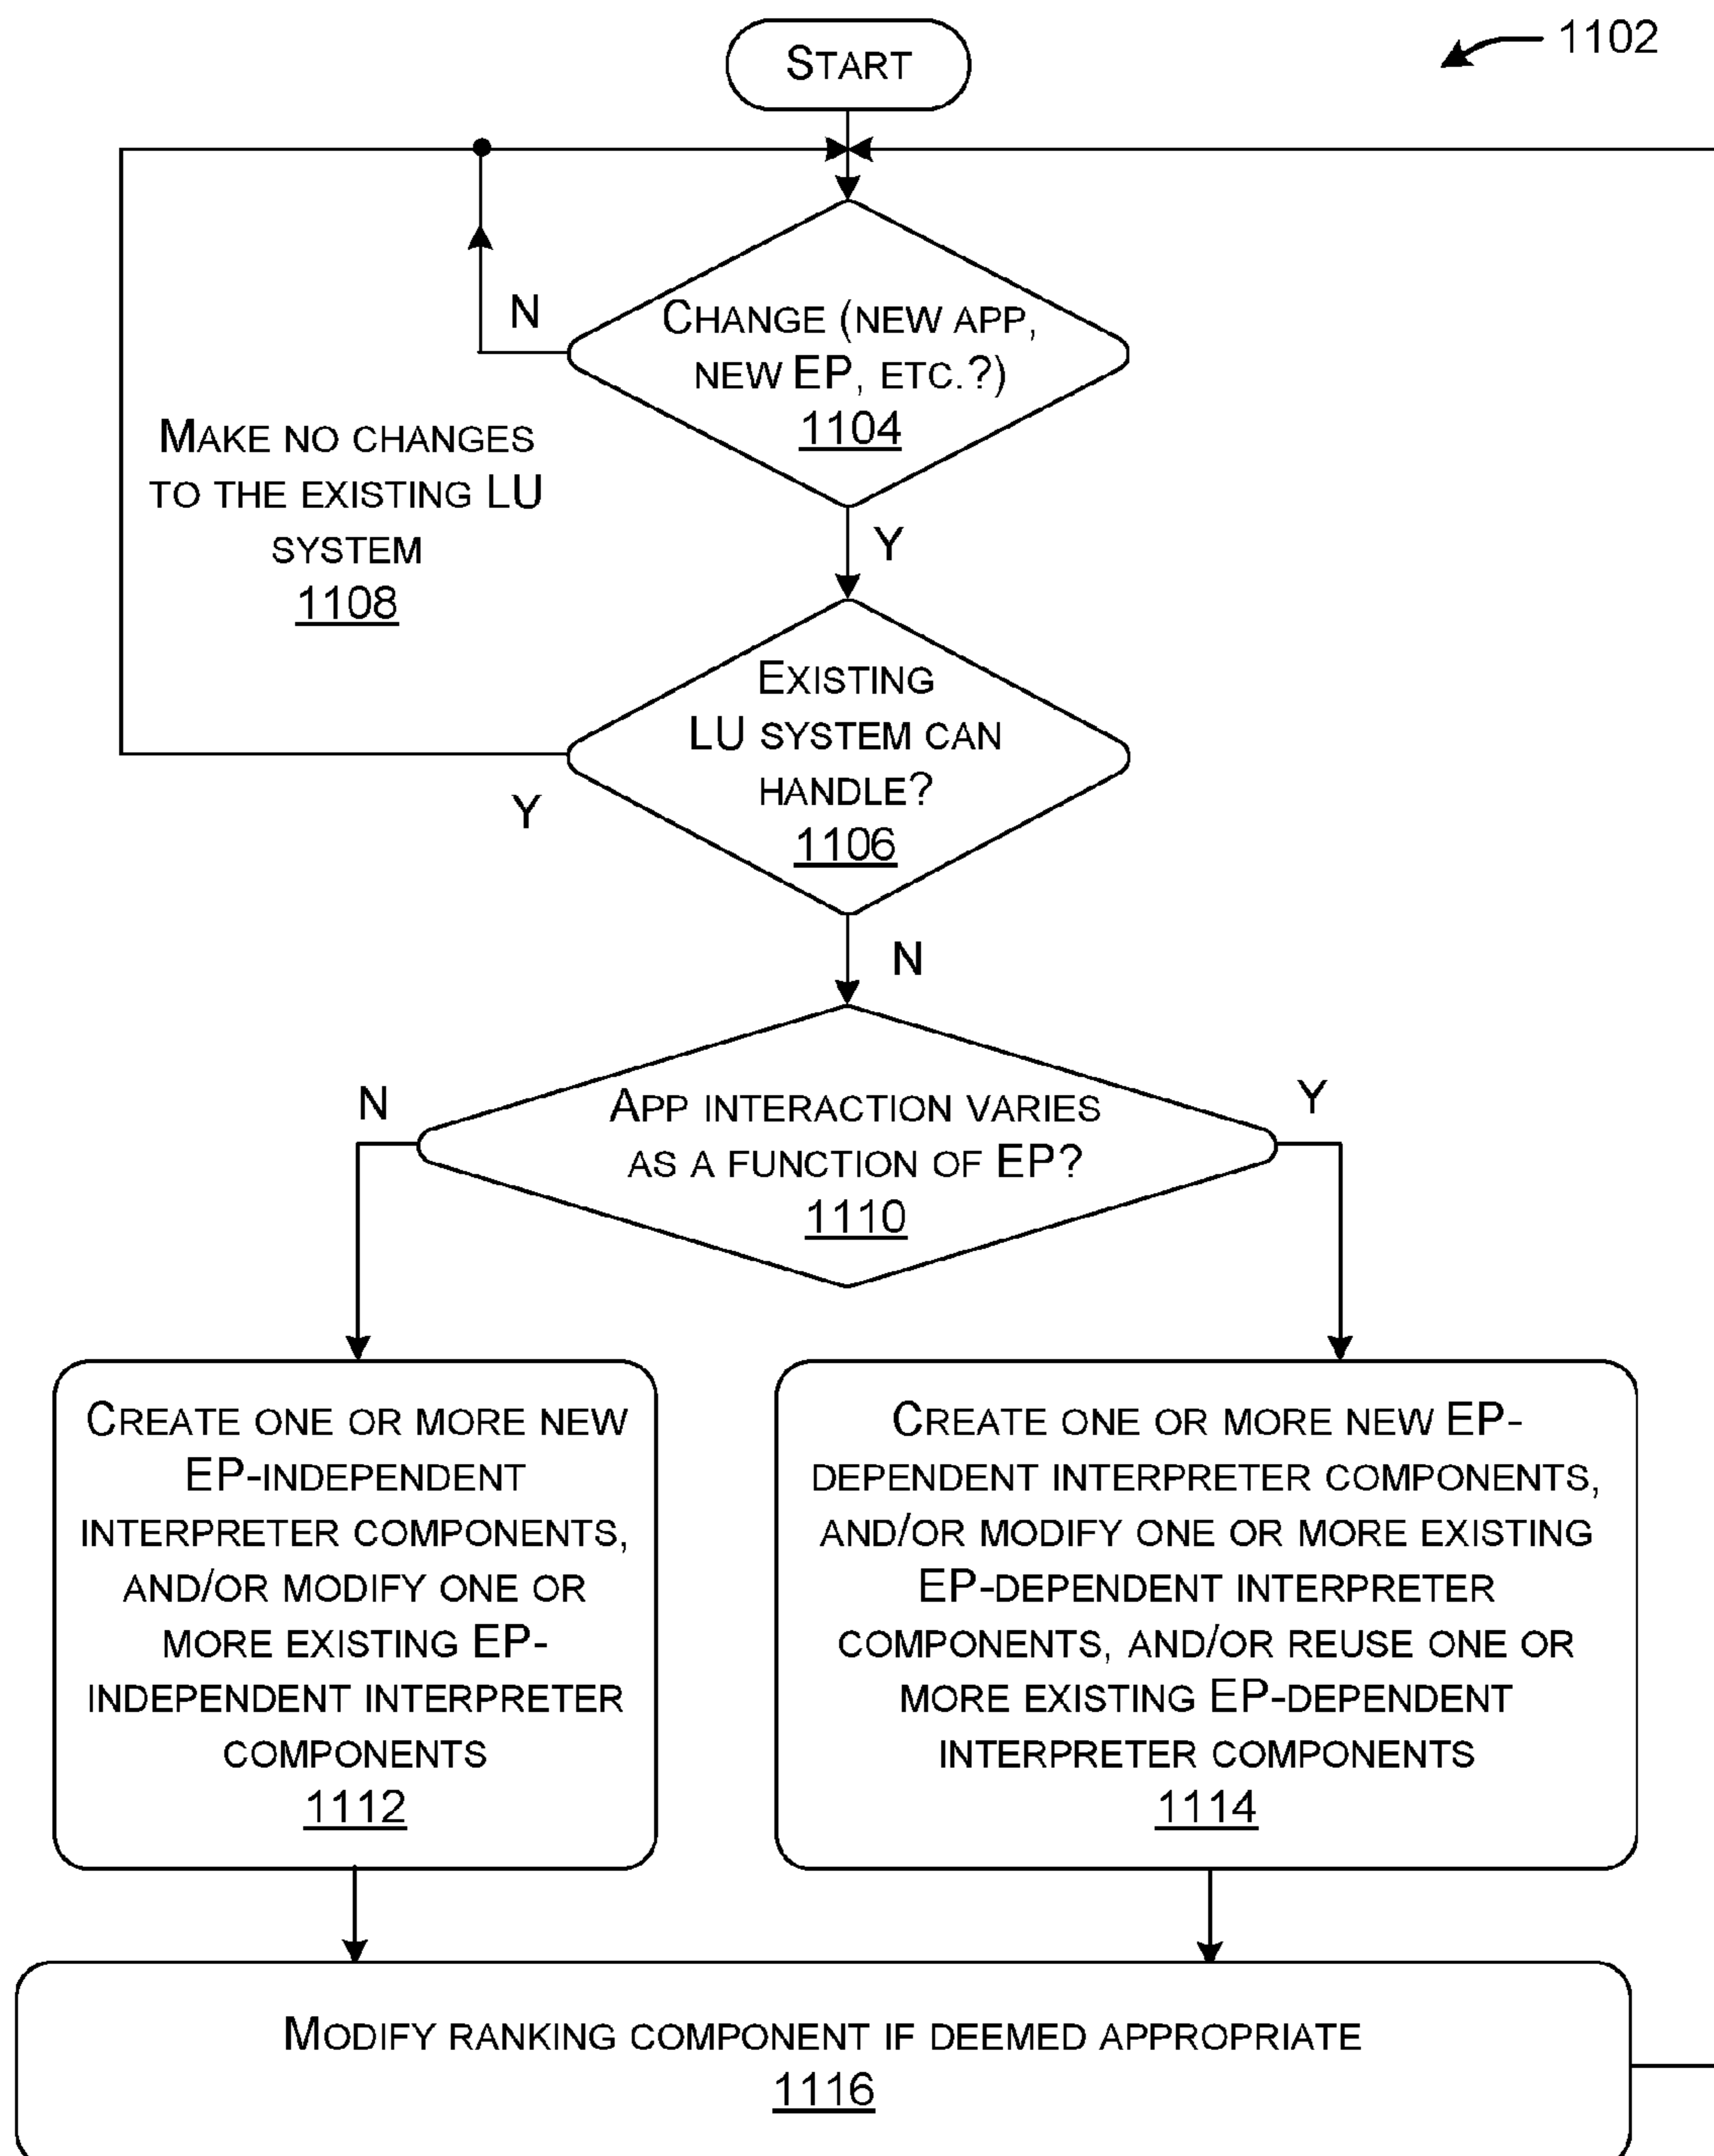 START
1102
CHANGE (NEW APP,
NEW EP, ETC.?)
1104
N
Y
MAKE NO CHANGES
TO THE EXISTING LU
SYSTEM
1108
EXISTING
LU SYSTEM CAN
HANDLE?
1106
Y
N
APP INTERACTION VARIES
AS A FUNCTION OF EP?
1110
N
Y
CREATE ONE OR MORE NEW
EP-INDEPENDENT
INTERPRETER COMPONENTS,
AND/OR MODIFY ONE OR
MORE EXISTING EP-
INDEPENDENT INTERPRETER
COMPONENTS
1112
CREATE ONE OR MORE NEW EP-
DEPENDENT INTERPRETER COMPONENTS,
AND/OR MODIFY ONE OR MORE EXISTING
EP-DEPENDENT INTERPRETER
COMPONENTS, AND/OR REUSE ONE OR
MORE EXISTING EP-DEPENDENT
INTERPRETER COMPONENTS
1114
MODIFY RANKING COMPONENT IF DEEMED APPROPRIATE
1116